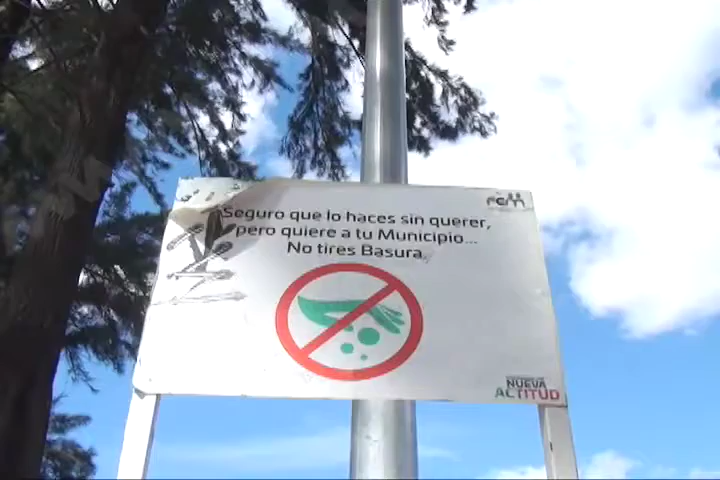 Seguro que lo haces sin querer,
pero quiere a tu Municipio...
No tires Basura.
NUEVA
ACTITUD